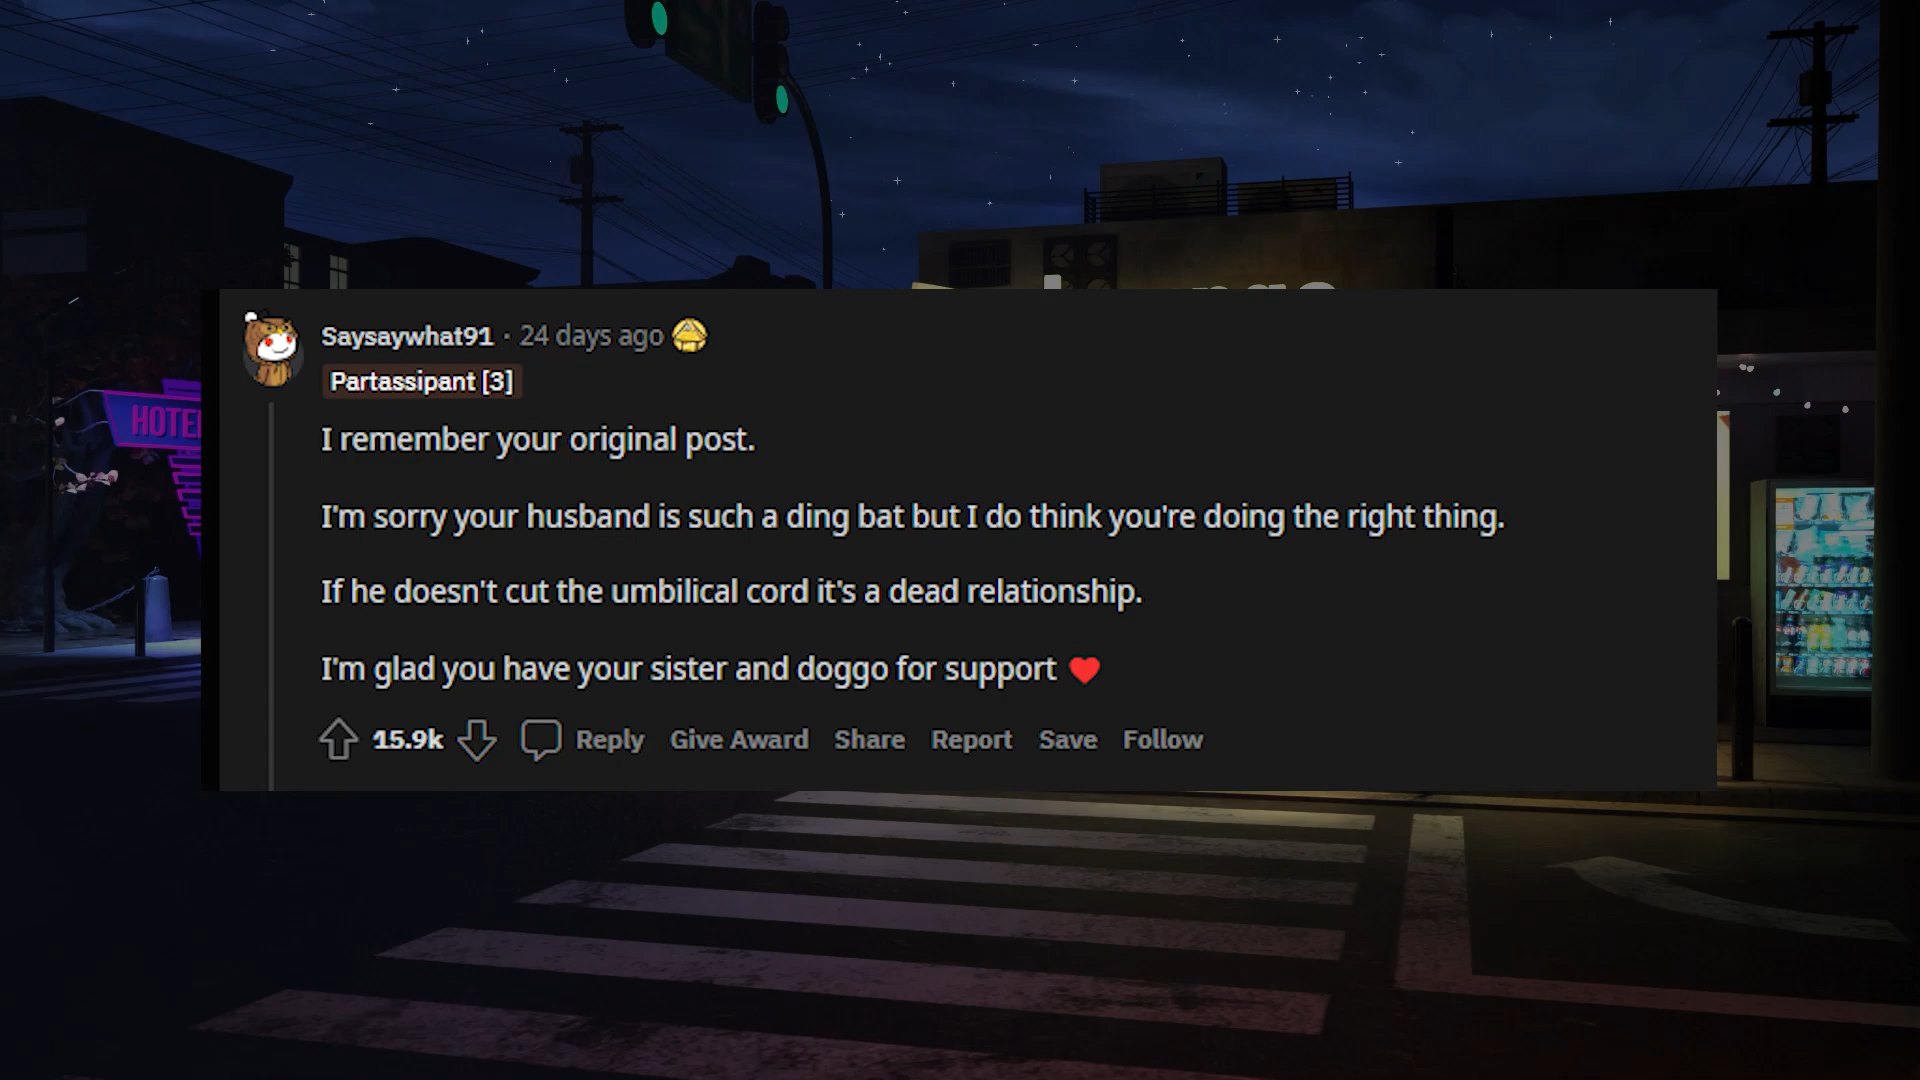 HOTE
Saysaywhat91 · 24 days ago
Partassipant [3]
I remember your original post.
I'm sorry your husband is such a ding bat but I do think you're doing the right thing.
If he doesn't cut the umbilical cord it's a dead relationship.
I'm glad you have your sister and doggo for support ❤
15.9k Reply Give Award Share Report Save Follow